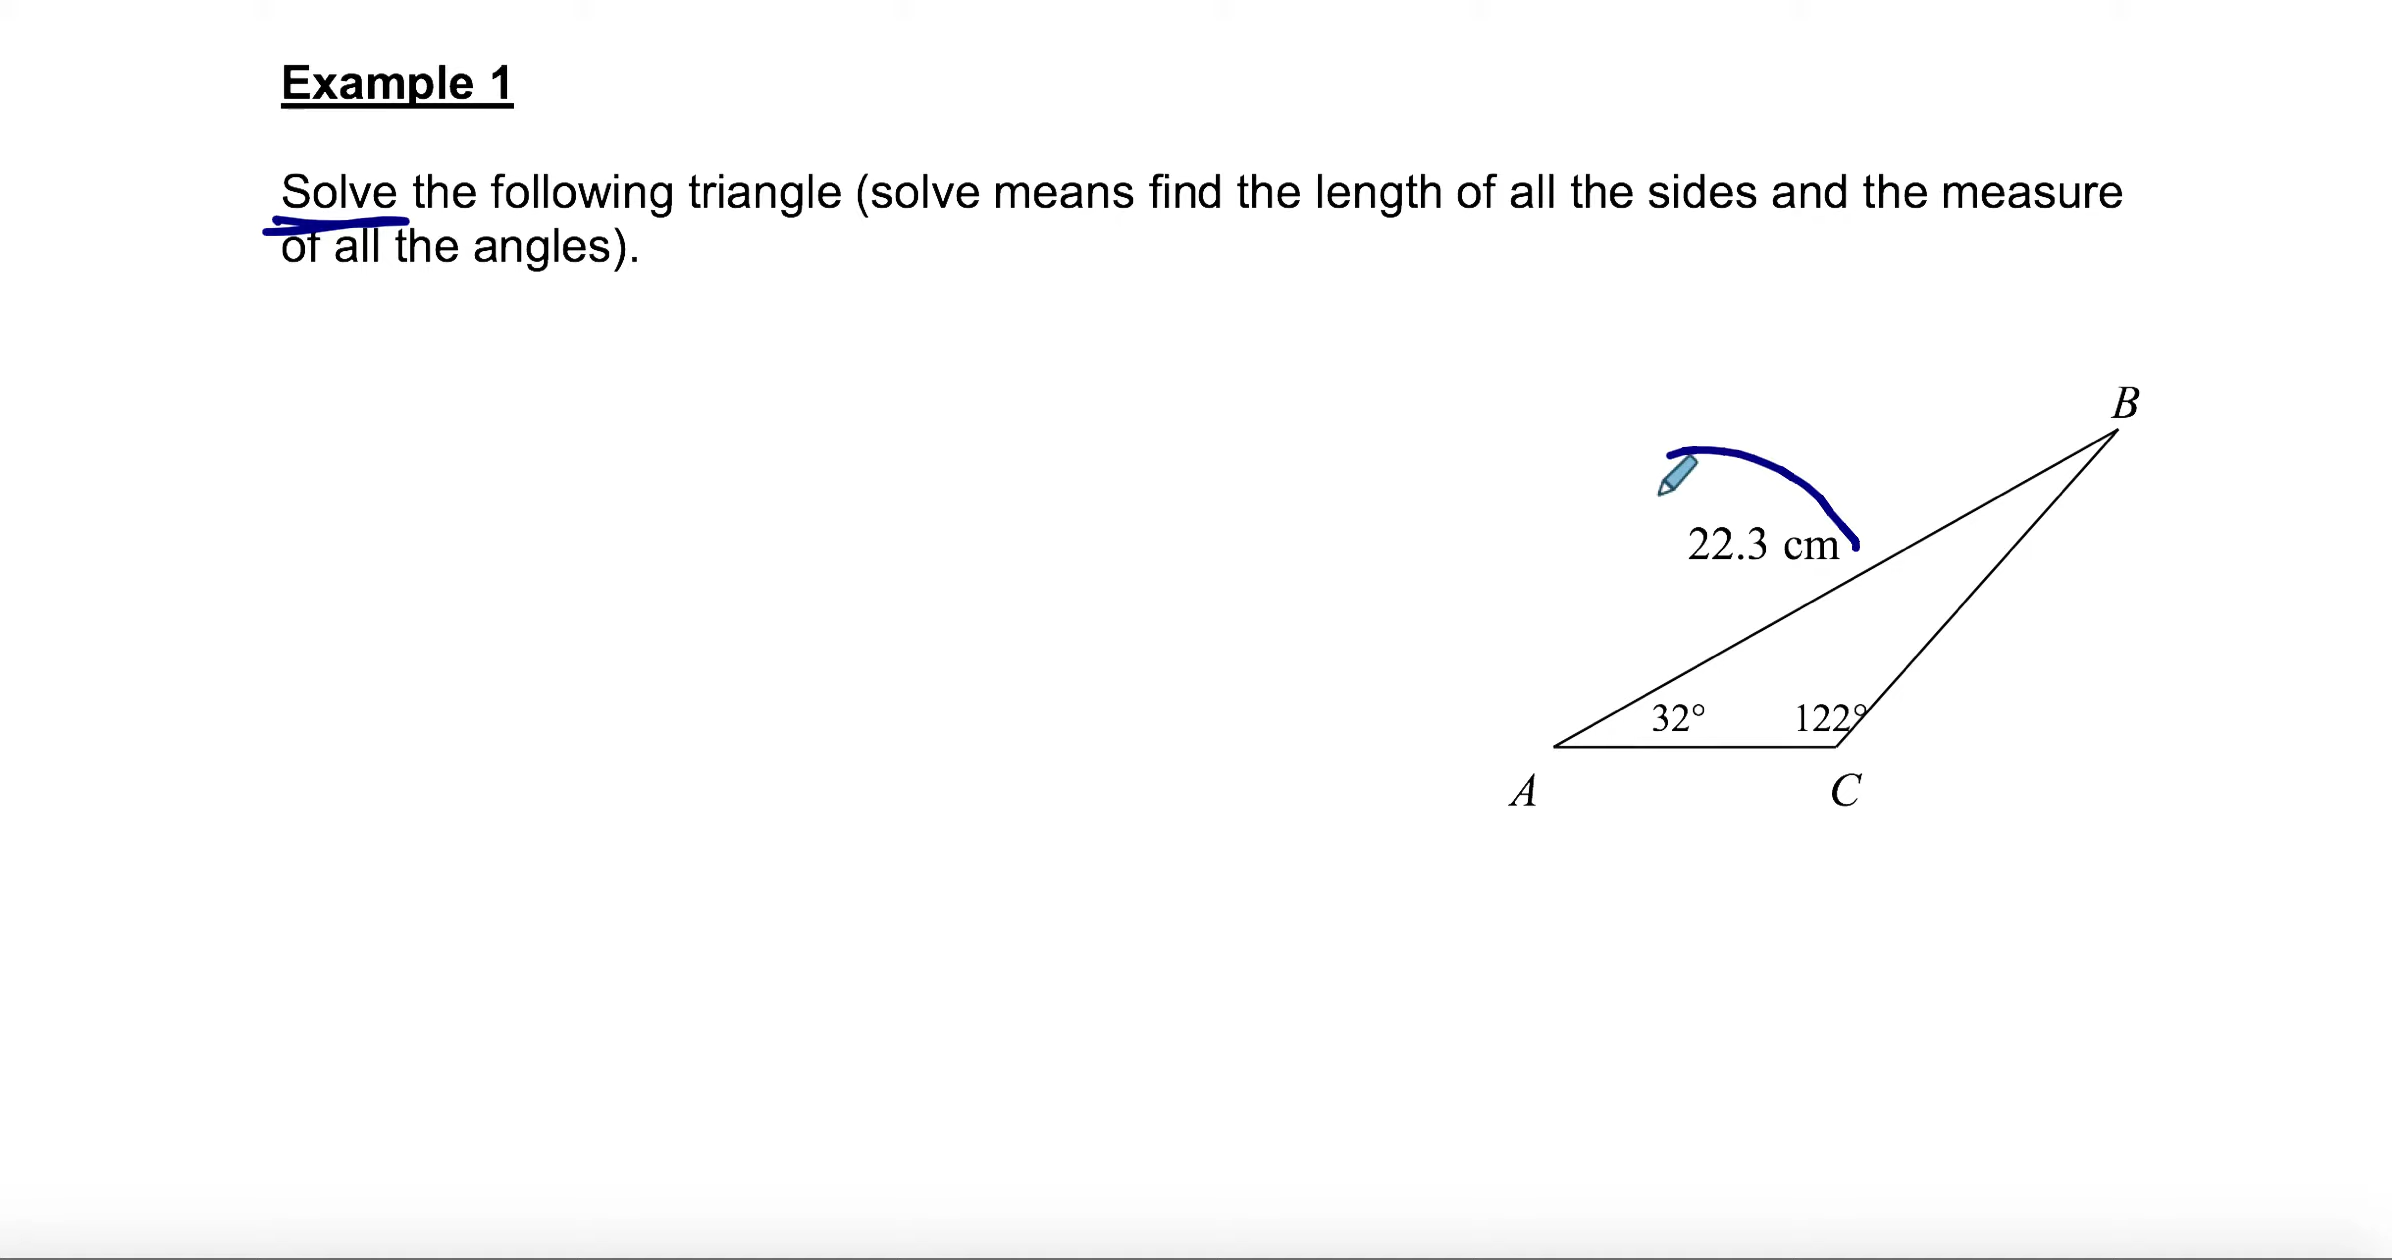 Example 1
Solve the following triangle (solve means find the length of all the sides and the measure
of all the angles).
B
22.3 cm
32° 122°
A C